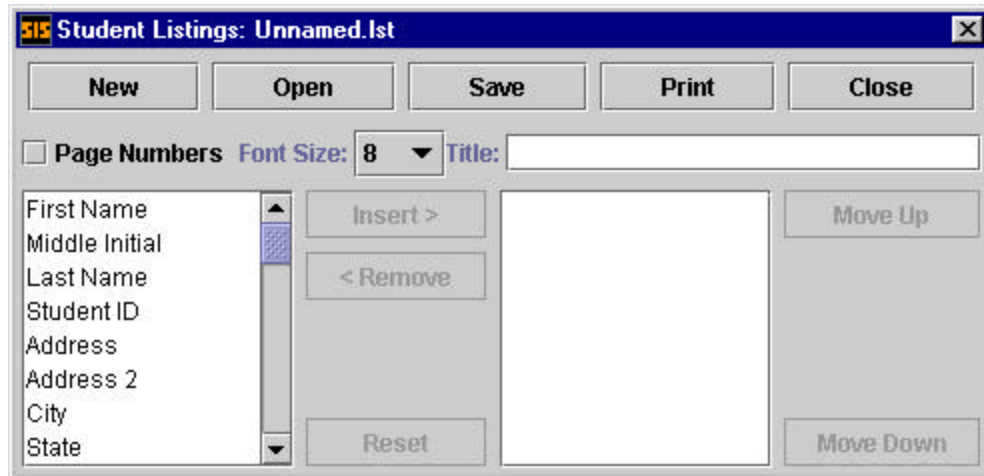 SIS Student Listings: Unnamed.lst
New Open Save Print Close
Page Numbers Font Size: 8 Title:
First Name
Middle Initial
Last Name
Student ID
Address
Address 2
City
State
Insert >
< Remove
Reset
Move Up
Move Down